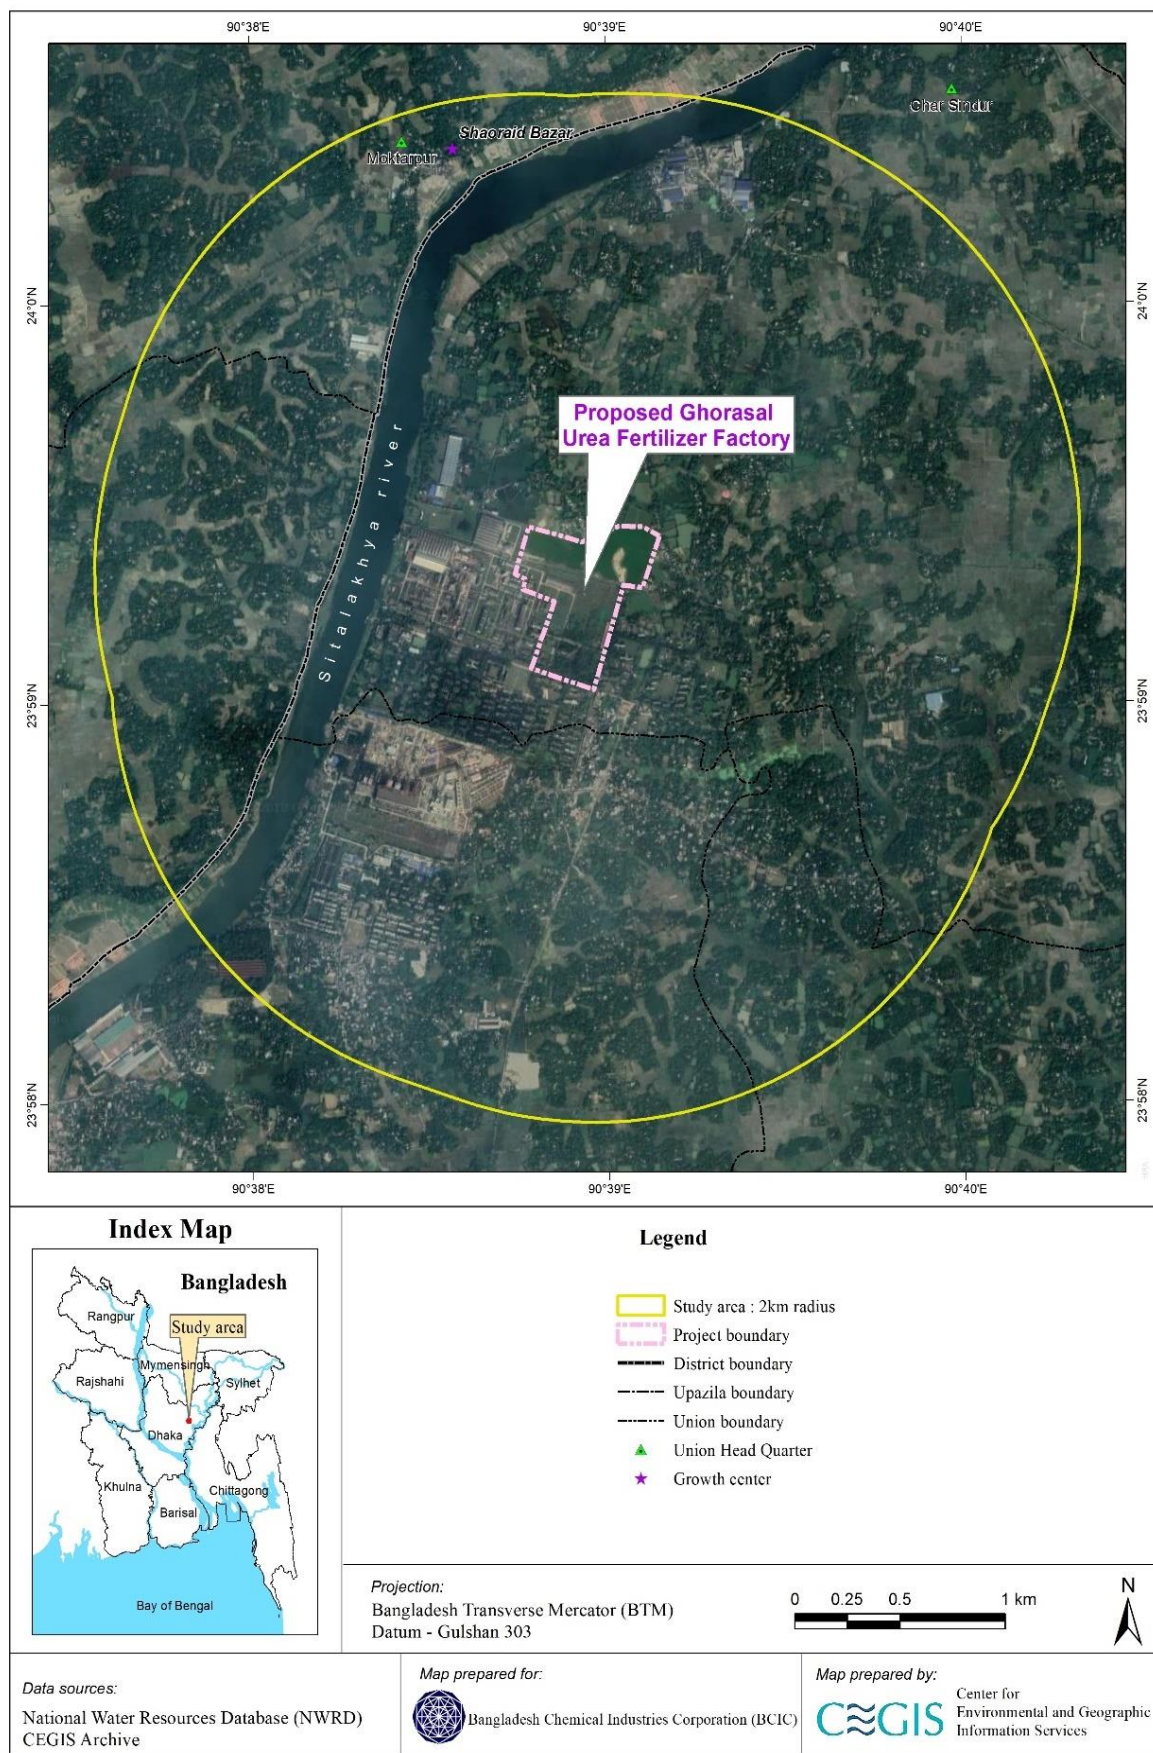 90°38'E
90°39'E
90°40'E
Char Sindur
Shaoraid Bazar
Moktarpur
24°0'N
24°0'N
Proposed Ghorasal
Urea Fertilizer Factory
Sitalakhya river
23°59'N
23°59'N
23°58'N
23°58'N
90°38'E
90°39'E
90°40'E
Index Map
Bangladesh
Rangpur
Study area
Mymensingh
Rajshahi
Sylhet
Dhaka
Khulna
Chittagong
Barisal
Bay of Bengal
Legend
Study area : 2km radius
Project boundary
District boundary
Upazila boundary
Union boundary
Union Head Quarter
Growth center
Projection:
Bangladesh Transverse Mercator (BTM)
Datum - Gulshan 303
0 0.25 0.5 1 km
N
Data sources:
National Water Resources Database (NWRD)
CEGIS Archive
Map prepared for:
Bangladesh Chemical Industries Corporation (BCIC)
Map prepared by:
CEGIS
Center for
Environmental and Geographic
Information Services